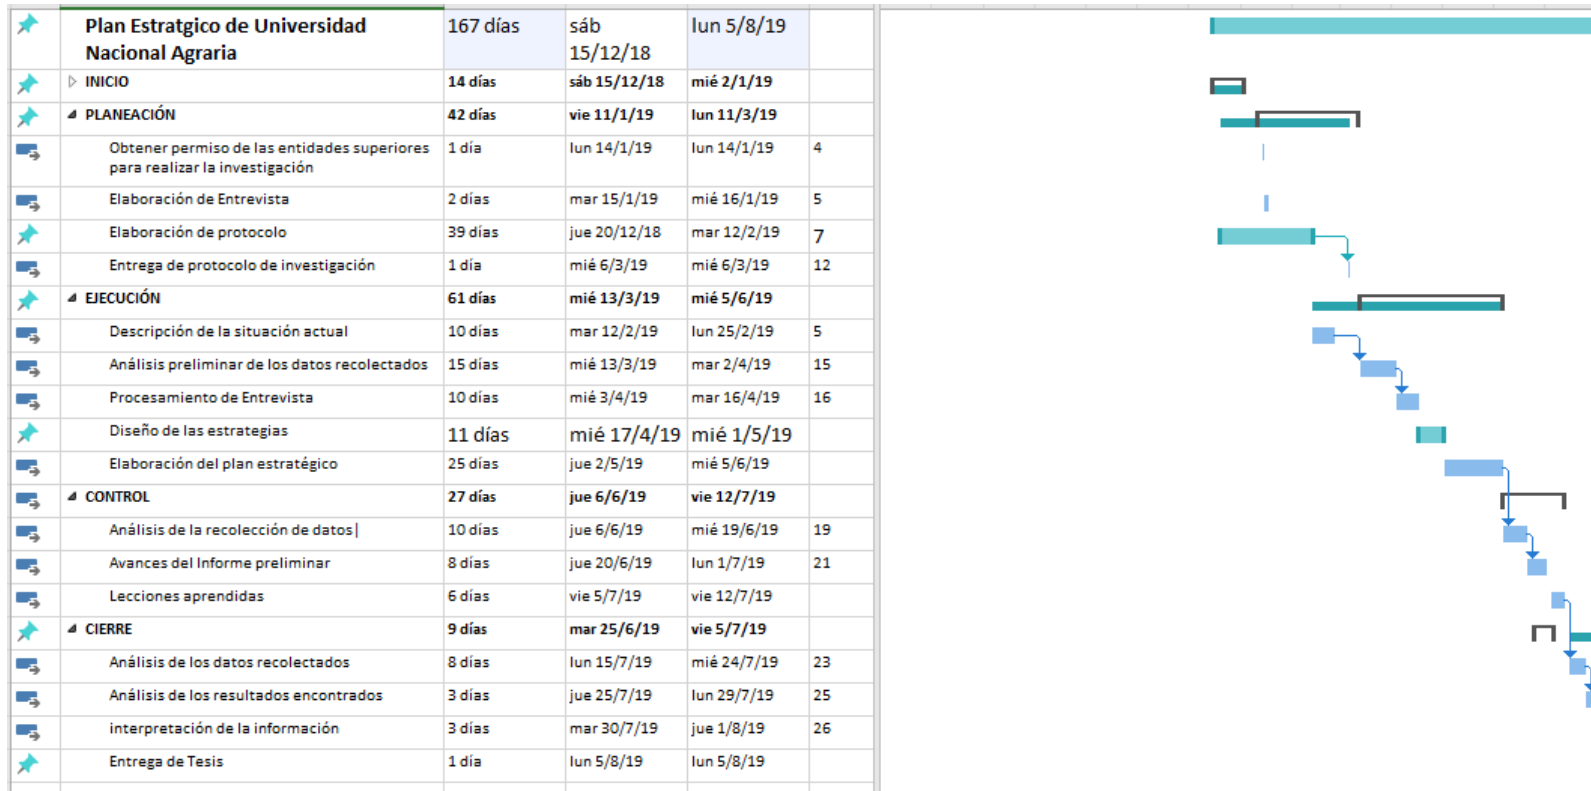 Plan Estratgico de Universidad 167 días sáb lun 5/8/19
Nacional Agraria 15/12/18
INICIO 14 días sáb 15/12/18 mié 2/1/19
PLANEACIÓN 42 días vie 11/1/19 lun 11/3/19
Obtener permiso de las entidades superiores 1 día lun 14/1/19 lun 14/1/19 4
para realizar la investigación
Elaboración de Entrevista 2 días mar 15/1/19 mié 16/1/19 5
Elaboración de protocolo 39 días jue 20/12/18 mar 12/2/19 7
Entrega de protocolo de investigación 1 día mié 6/3/19 mié 6/3/19 12
EJECUCIÓN 61 días mié 13/3/19 mié 5/6/19
Descripción de la situación actual 10 días mar 12/2/19 lun 25/2/19 5
Análisis preliminar de los datos recolectados 15 días mié 13/3/19 mar 2/4/19 15
Procesamiento de Entrevista 10 días mié 3/4/19 mar 16/4/19 16
Diseño de las estrategias 11 días mié 17/4/19 mié 1/5/19
Elaboración del plan estratégico 25 días jue 2/5/19 mié 5/6/19
CONTROL 27 días jue 6/6/19 vie 12/7/19
Análisis de la recolección de datos 10 días jue 6/6/19 mié 19/6/19 19
Avances del Informe preliminar 8 días jue 20/6/19 lun 1/7/19 21
Lecciones aprendidas 6 días vie 5/7/19 vie 12/7/19
CIERRE 9 días mar 25/6/19 vie 5/7/19
Análisis de los datos recolectados 8 días lun 15/7/19 mié 24/7/19 23
Análisis de los resultados encontrados 3 días jue 25/7/19 lun 29/7/19 25
interpretación de la información 3 días mar 30/7/19 jue 1/8/19 26
Entrega de Tesis 1 día lun 5/8/19 lun 5/8/19